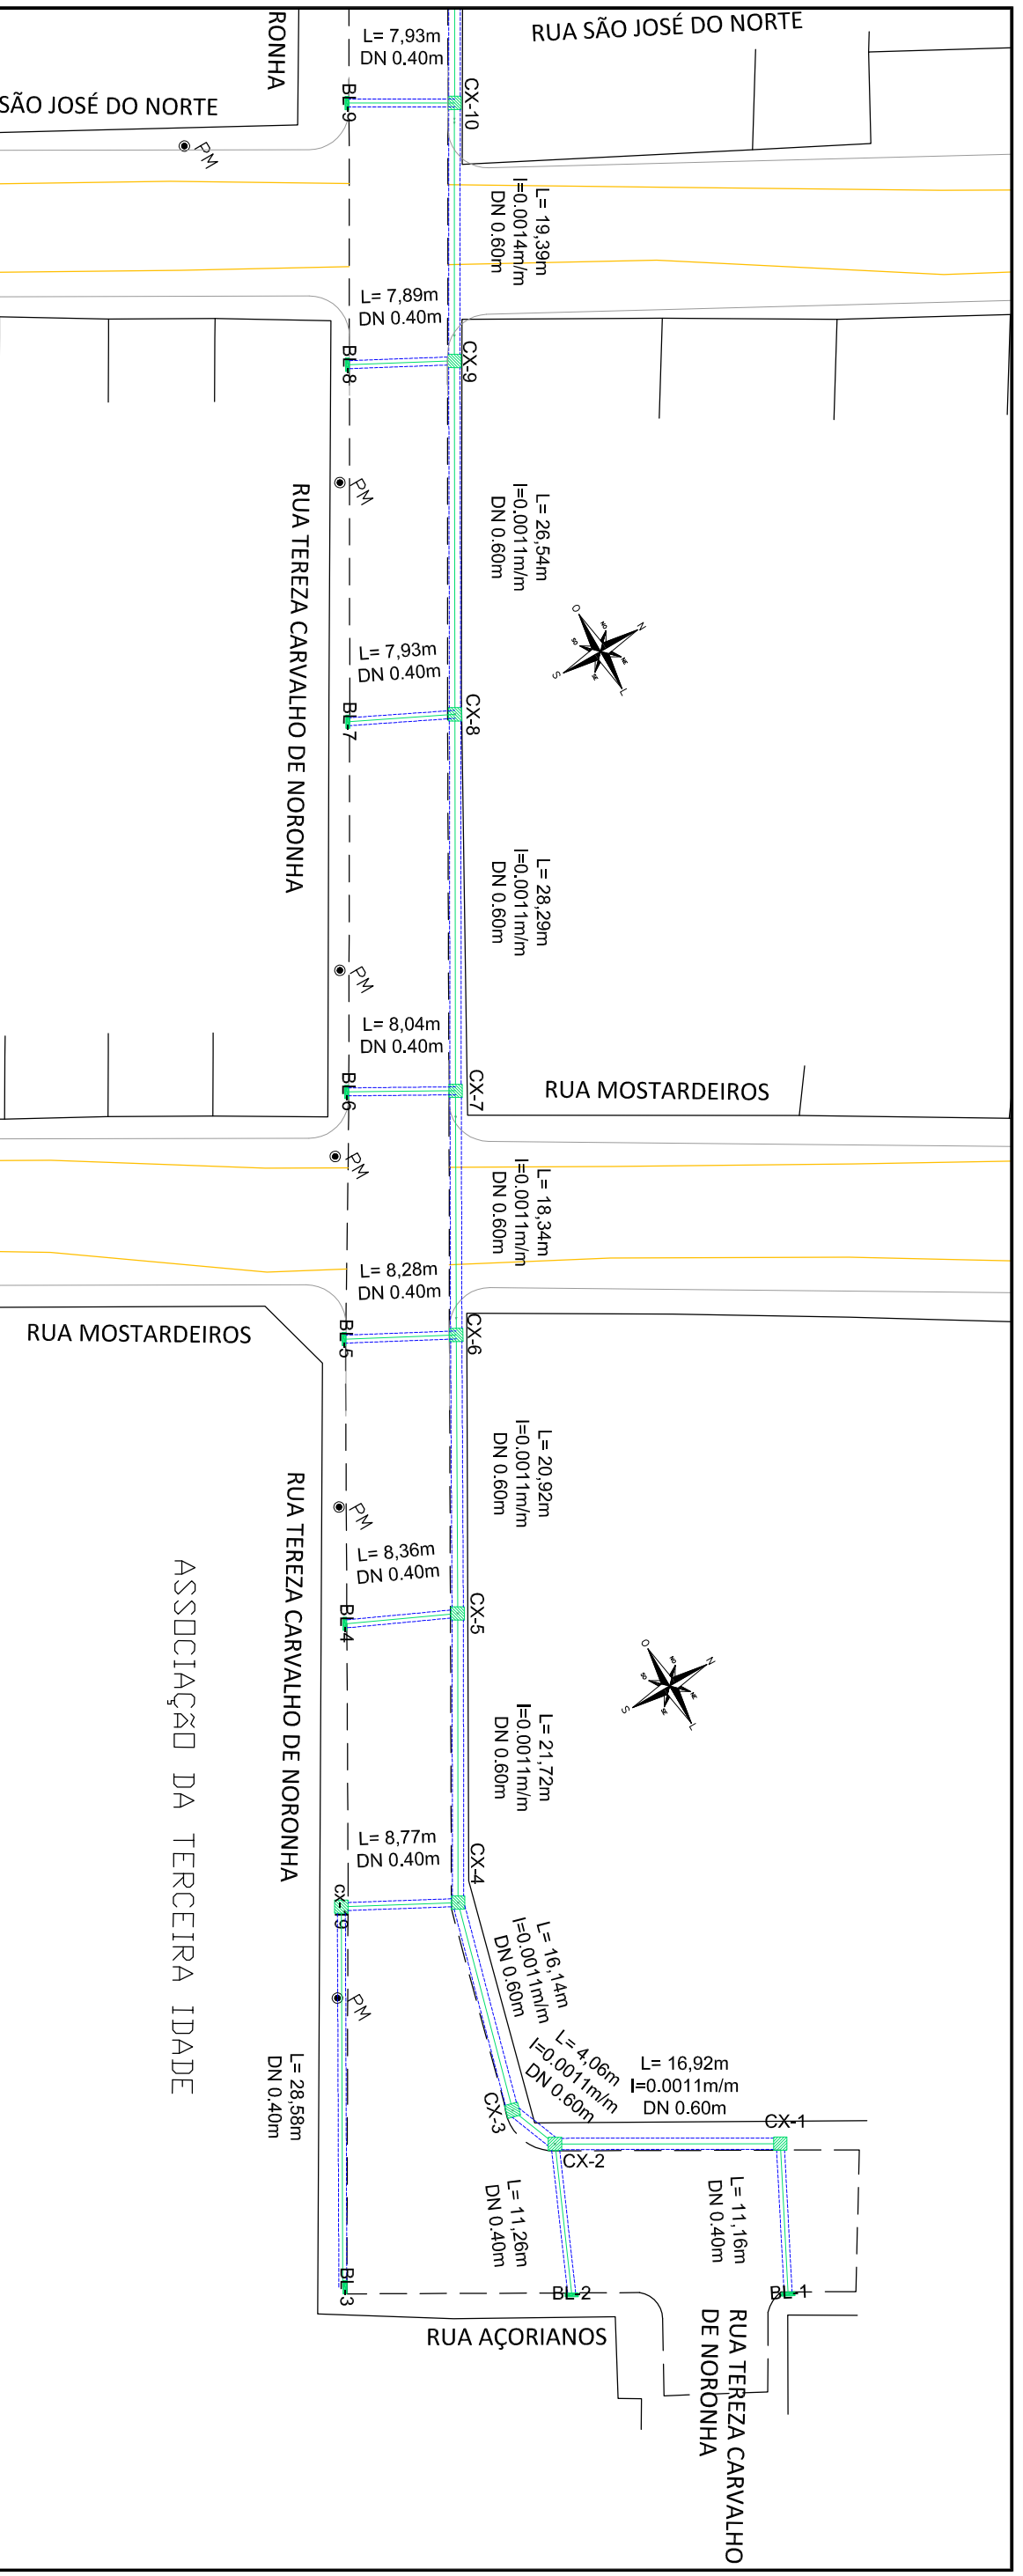 RONHA
L= 7,93m
DN 0.40m
RUA SÃO JOSÉ DO NORTE
SÃO JOSÉ DO NORTE
BL-9
CX-10
PM
L= 19,39m
I=0.0014m/m
DN 0.60m
L= 7,89m
DN 0.40m
BL-8
CX-9
PM
RUA TEREZA CARVALHO DE NORONHA
L= 26,54m
I=0.0011m/m
DN 0.60m
O
N
S
L
SO
NO
NE
SE
L= 7,93m
DN 0.40m
BL-7
CX-8
L= 28,29m
I=0.0011m/m
DN 0.60m
PM
L= 8,04m
DN 0.40m
BL-6
CX-7
RUA MOSTARDEIROS
PM
L= 18,34m
I=0.0011m/m
DN 0.60m
L= 8,28m
DN 0.40m
RUA MOSTARDEIROS
BL-5
CX-6
L= 20,92m
I=0.0011m/m
DN 0.60m
PM
RUA TEREZA CARVALHO DE NORONHA
L= 8,36m
DN 0.40m
BL-4
CX-5
ASSOCIAÇÃO DA TERCEIRA IDADE
O
N
S
L
SO
NO
NE
SE
L= 21,72m
I=0.0011m/m
DN 0.60m
L= 8,77m
DN 0.40m
cx-19
CX-4
PM
L= 16,14m
I=0.0011m/m
DN 0.60m
L= 4,06m
I=0.0011m/m
DN 0.60m
L= 16,92m
I=0.0011m/m
DN 0.60m
L= 28,58m
DN 0.40m
CX-3
CX-2
CX-1
L= 11,26m
DN 0.40m
L= 11,16m
DN 0.40m
BL-3
BL-2
BL-1
RUA AÇORIANOS
RUA TEREZA CARVALHO
DE NORONHA